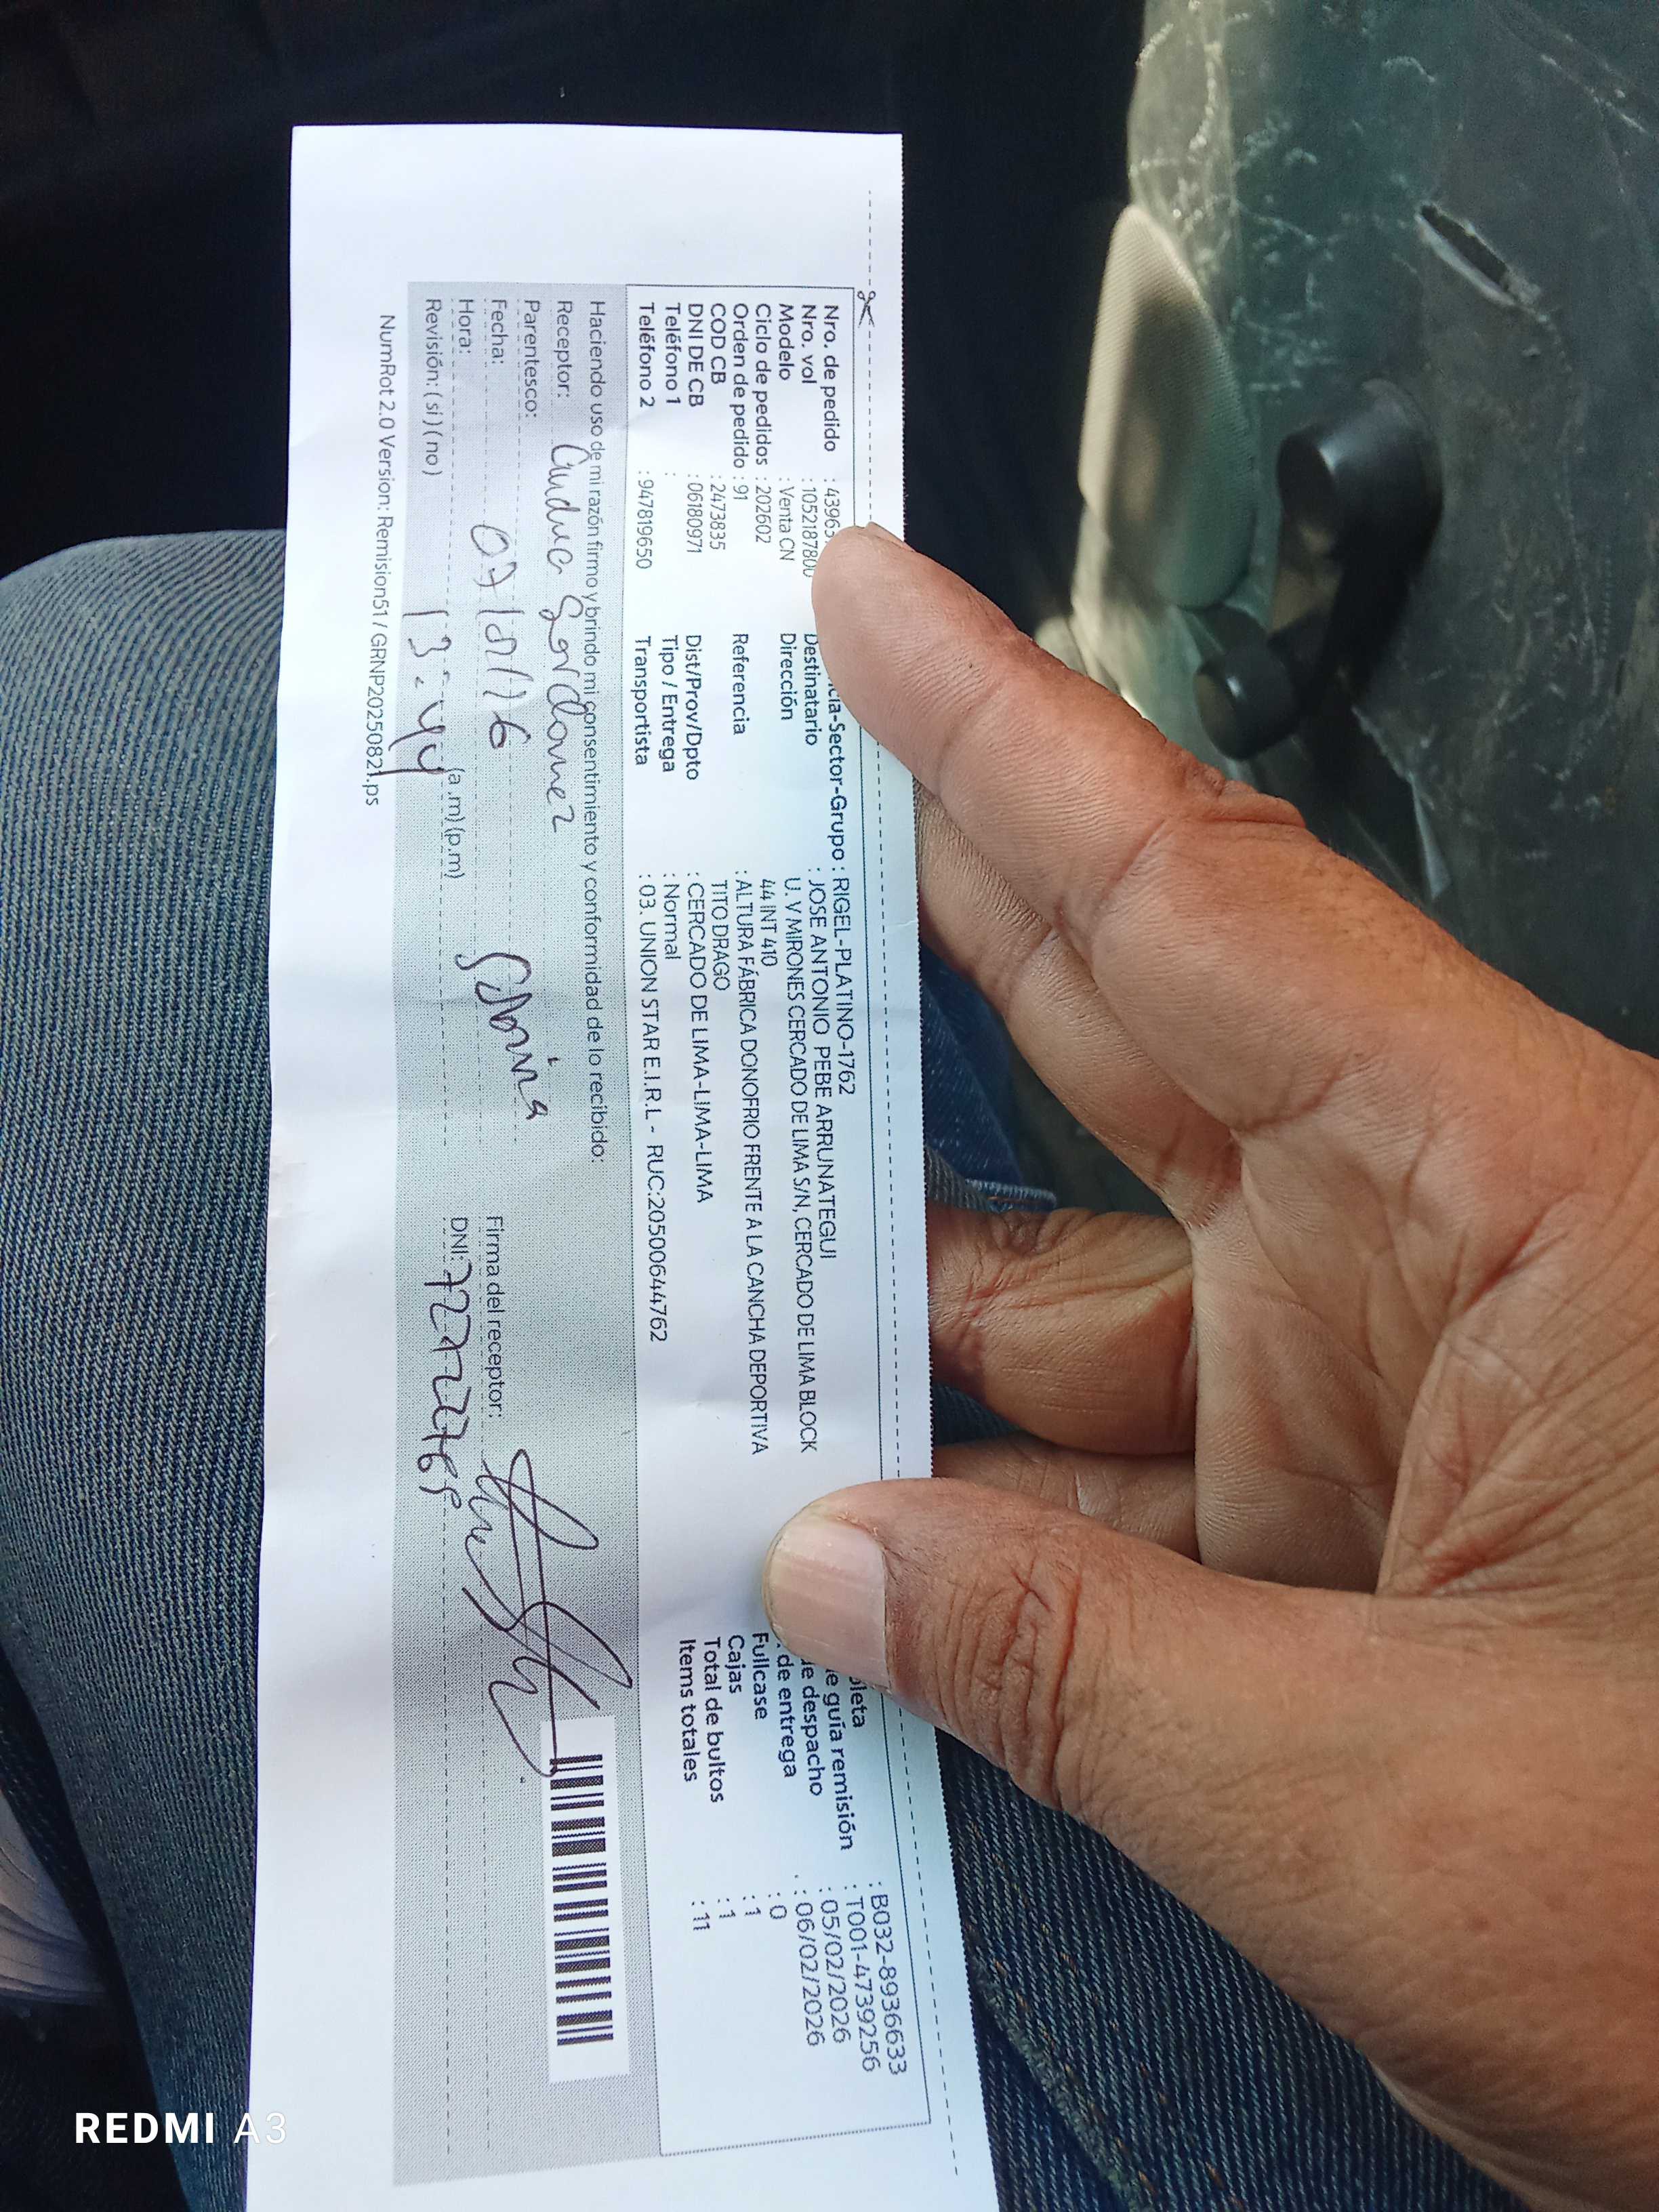 Nro. de pedido : 43963
Nro. vol : 1052187800
Modelo : Venta CN
Ciclo de pedidos : 202602
Orden de pedido : 91
COD CB : 2473835
DNI DE CB : 06180971
Teléfono 1 :
Teléfono 2 : 947819650
cia-Sector-Grupo : RIGEL-PLATINO-1762
Destinatario : JOSE ANTONIO PEBE ARRUNATEGUI
Dirección : U. V MIRONES CERCADO DE LIMA S/N, CERCADO DE LIMA BLOCK
44 INT 410
Referencia : ALTURA FÁBRICA DONOFRIO FRENTE A LA CANCHA DEPORTIVA
TITO DRAGO
Dist/Prov/Dpto : CERCADO DE LIMA-LIMA-LIMA
Tipo / Entrega : Normal
Transportista : 03. UNION STAR E.I.R.L - RUC:20500644762
oleta : B032-8936633
de guía remisión : T001-4739256
de despacho : 05/02/2026
. de entrega : 06/02/2026
Fullcase : 0
Cajas : 1
Total de bultos : 1
Items totales : 11
Haciendo uso de mi razón firmo y brindo mi consentimiento y conformidad de lo recibido:
Receptor:
Parentesco:
Fecha:
Hora: (a.m)(p.m)
Revisión: (si) (no)
Firma del receptor:
DNI:
NumRot 2.0 Version: Remision51 / GRNP20250821.ps
REDMI A3